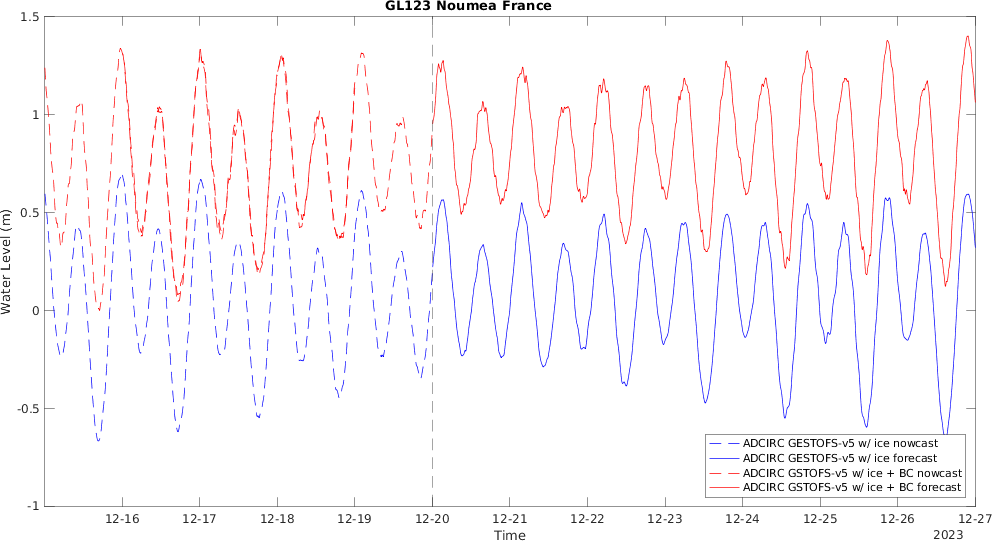 GL123 Noumea France
Water Level (m)
1.5
1
0.5
0
-0.5
-1
12-16 12-17 12-18 12-19 12-20 12-21 12-22 12-23 12-24 12-25 12-26 12-27
Time
2023
ADCIRC GESTOFS-v5 w/ ice nowcast
ADCIRC GESTOFS-v5 w/ ice forecast
ADCIRC GSTOFS-v5 w/ ice + BC nowcast
ADCIRC GSTOFS-v5 w/ ice + BC forecast